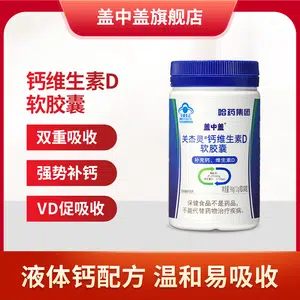 盖中盖旗舰店
钙维生素D
软胶囊
双重吸收
强势补钙
VD促吸收
哈药集团
盖中盖
关杰灵®钙维生素D
软胶囊
补充钙、维生素D
保健食品不是药品,
不能代替药物治疗疾病。
液体钙配方 温和易吸收